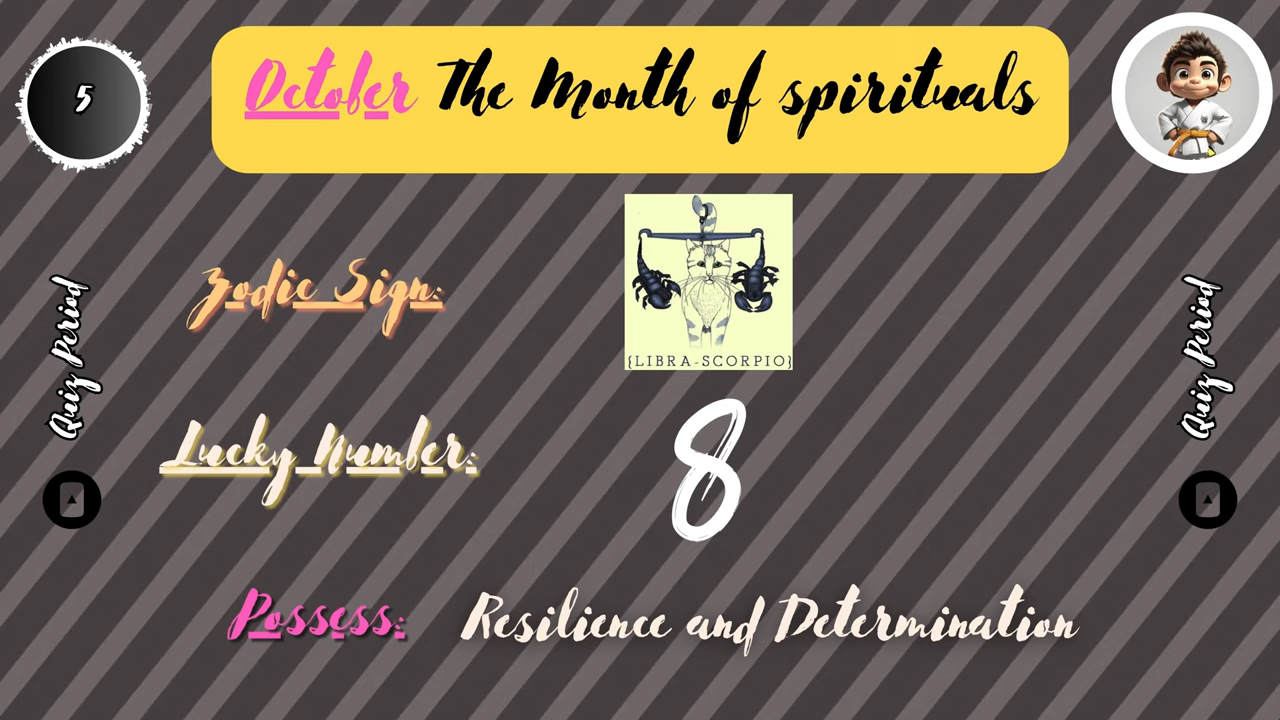 5
October The Month of spirituals
Zodic Sign:
{LIBRA-SCORPIO}
Quiz Period
Quiz Period
Lucky Number:
8
Possess:
Resilience and Determination